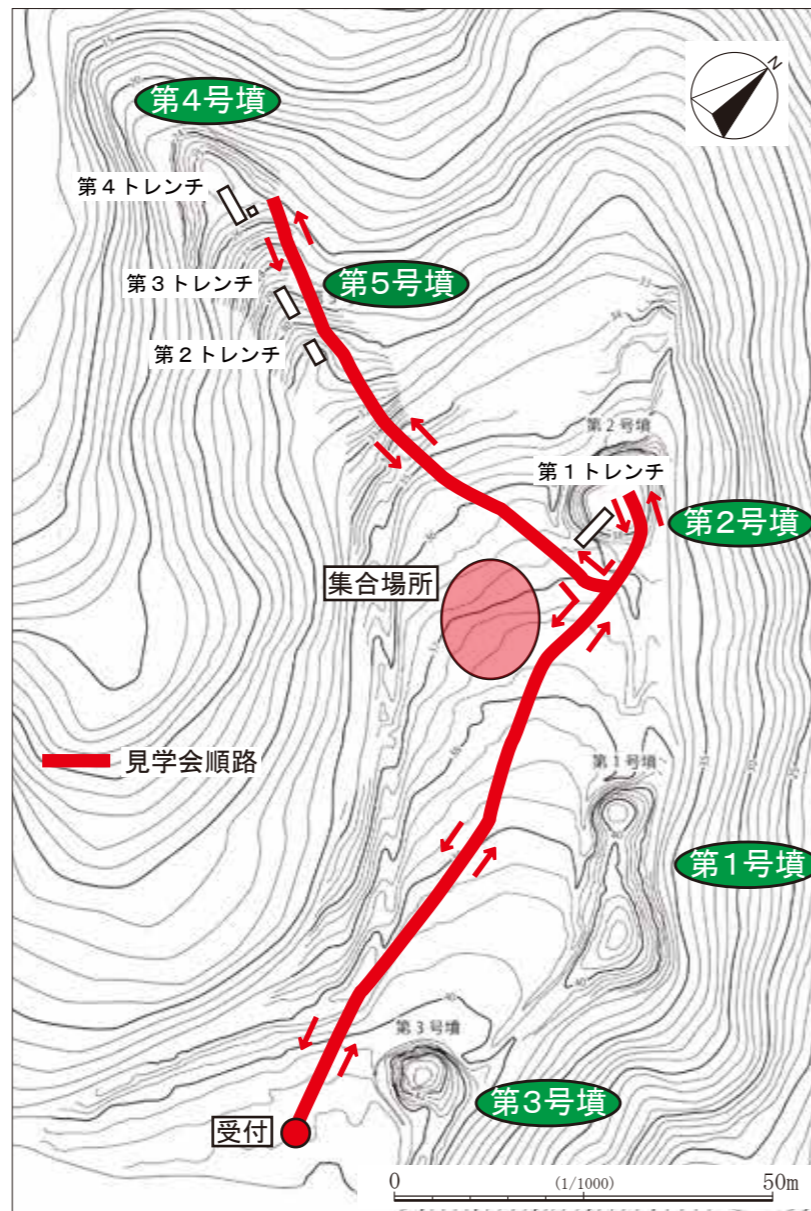 N
第4号墳
第4トレンチ
第3トレンチ
第5号墳
第2トレンチ
第2号墳
第1トレンチ
第2号墳
集合場所
見学会順路
第1号墳
第1号墳
40
40
第3号墳
第3号墳
受付
0 (1/1000) 50m